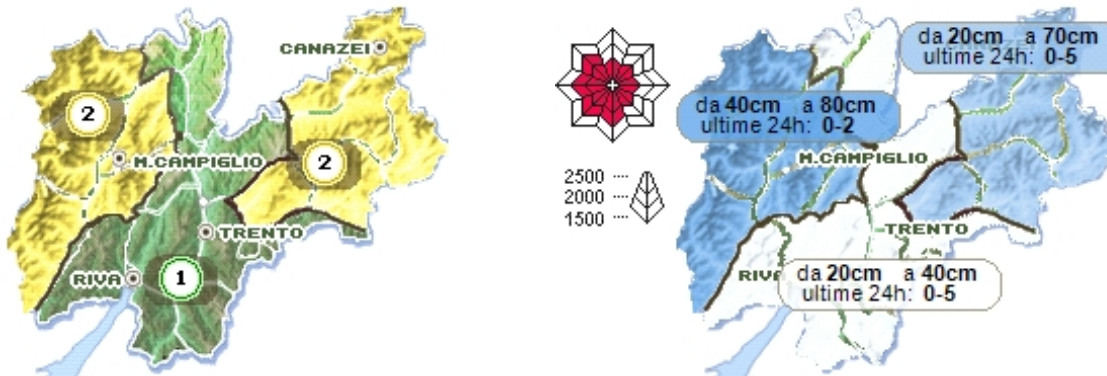 CANAZEI
2
M.CAMPIGLIO
2
TRENTO
RIVA
1
2500
2000
1500
da 20cm a 70cm
ultime 24h: 0-5
da 40cm a 80cm
ultime 24h: 0-2
M.CAMPIGLIO
TRENTO
RIVA
da 20cm a 40cm
ultime 24h: 0-5